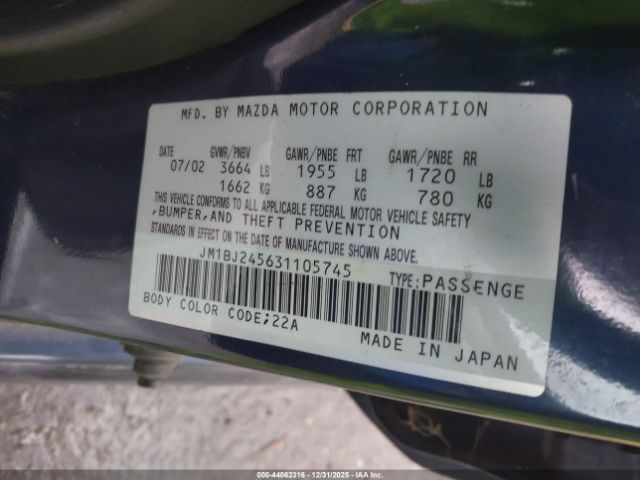 MFD. BY MAZDA MOTOR CORPORATION
DATE GVWR/PNBV GAWR/PNBE FRT GAWR/PNBE RR
07/02 3664 LB 1955 LB 1720 LB
1662 KG 887 KG 780 KG
THIS VEHICLE CONFORMS TO ALL APPLICABLE FEDERAL MOTOR VEHICLE SAFETY
,BUMPER,AND THEFT PREVENTION
STANDARDS IN EFFECT ON THE DATE OF MANUFACTURE SHOWN ABOVE.
JM1BJ245631105745
TYPE:PASSENGE
BODY COLOR CODE;22A
MADE IN JAPAN
000-44062316 - 12/31/2025 - IAA Inc.